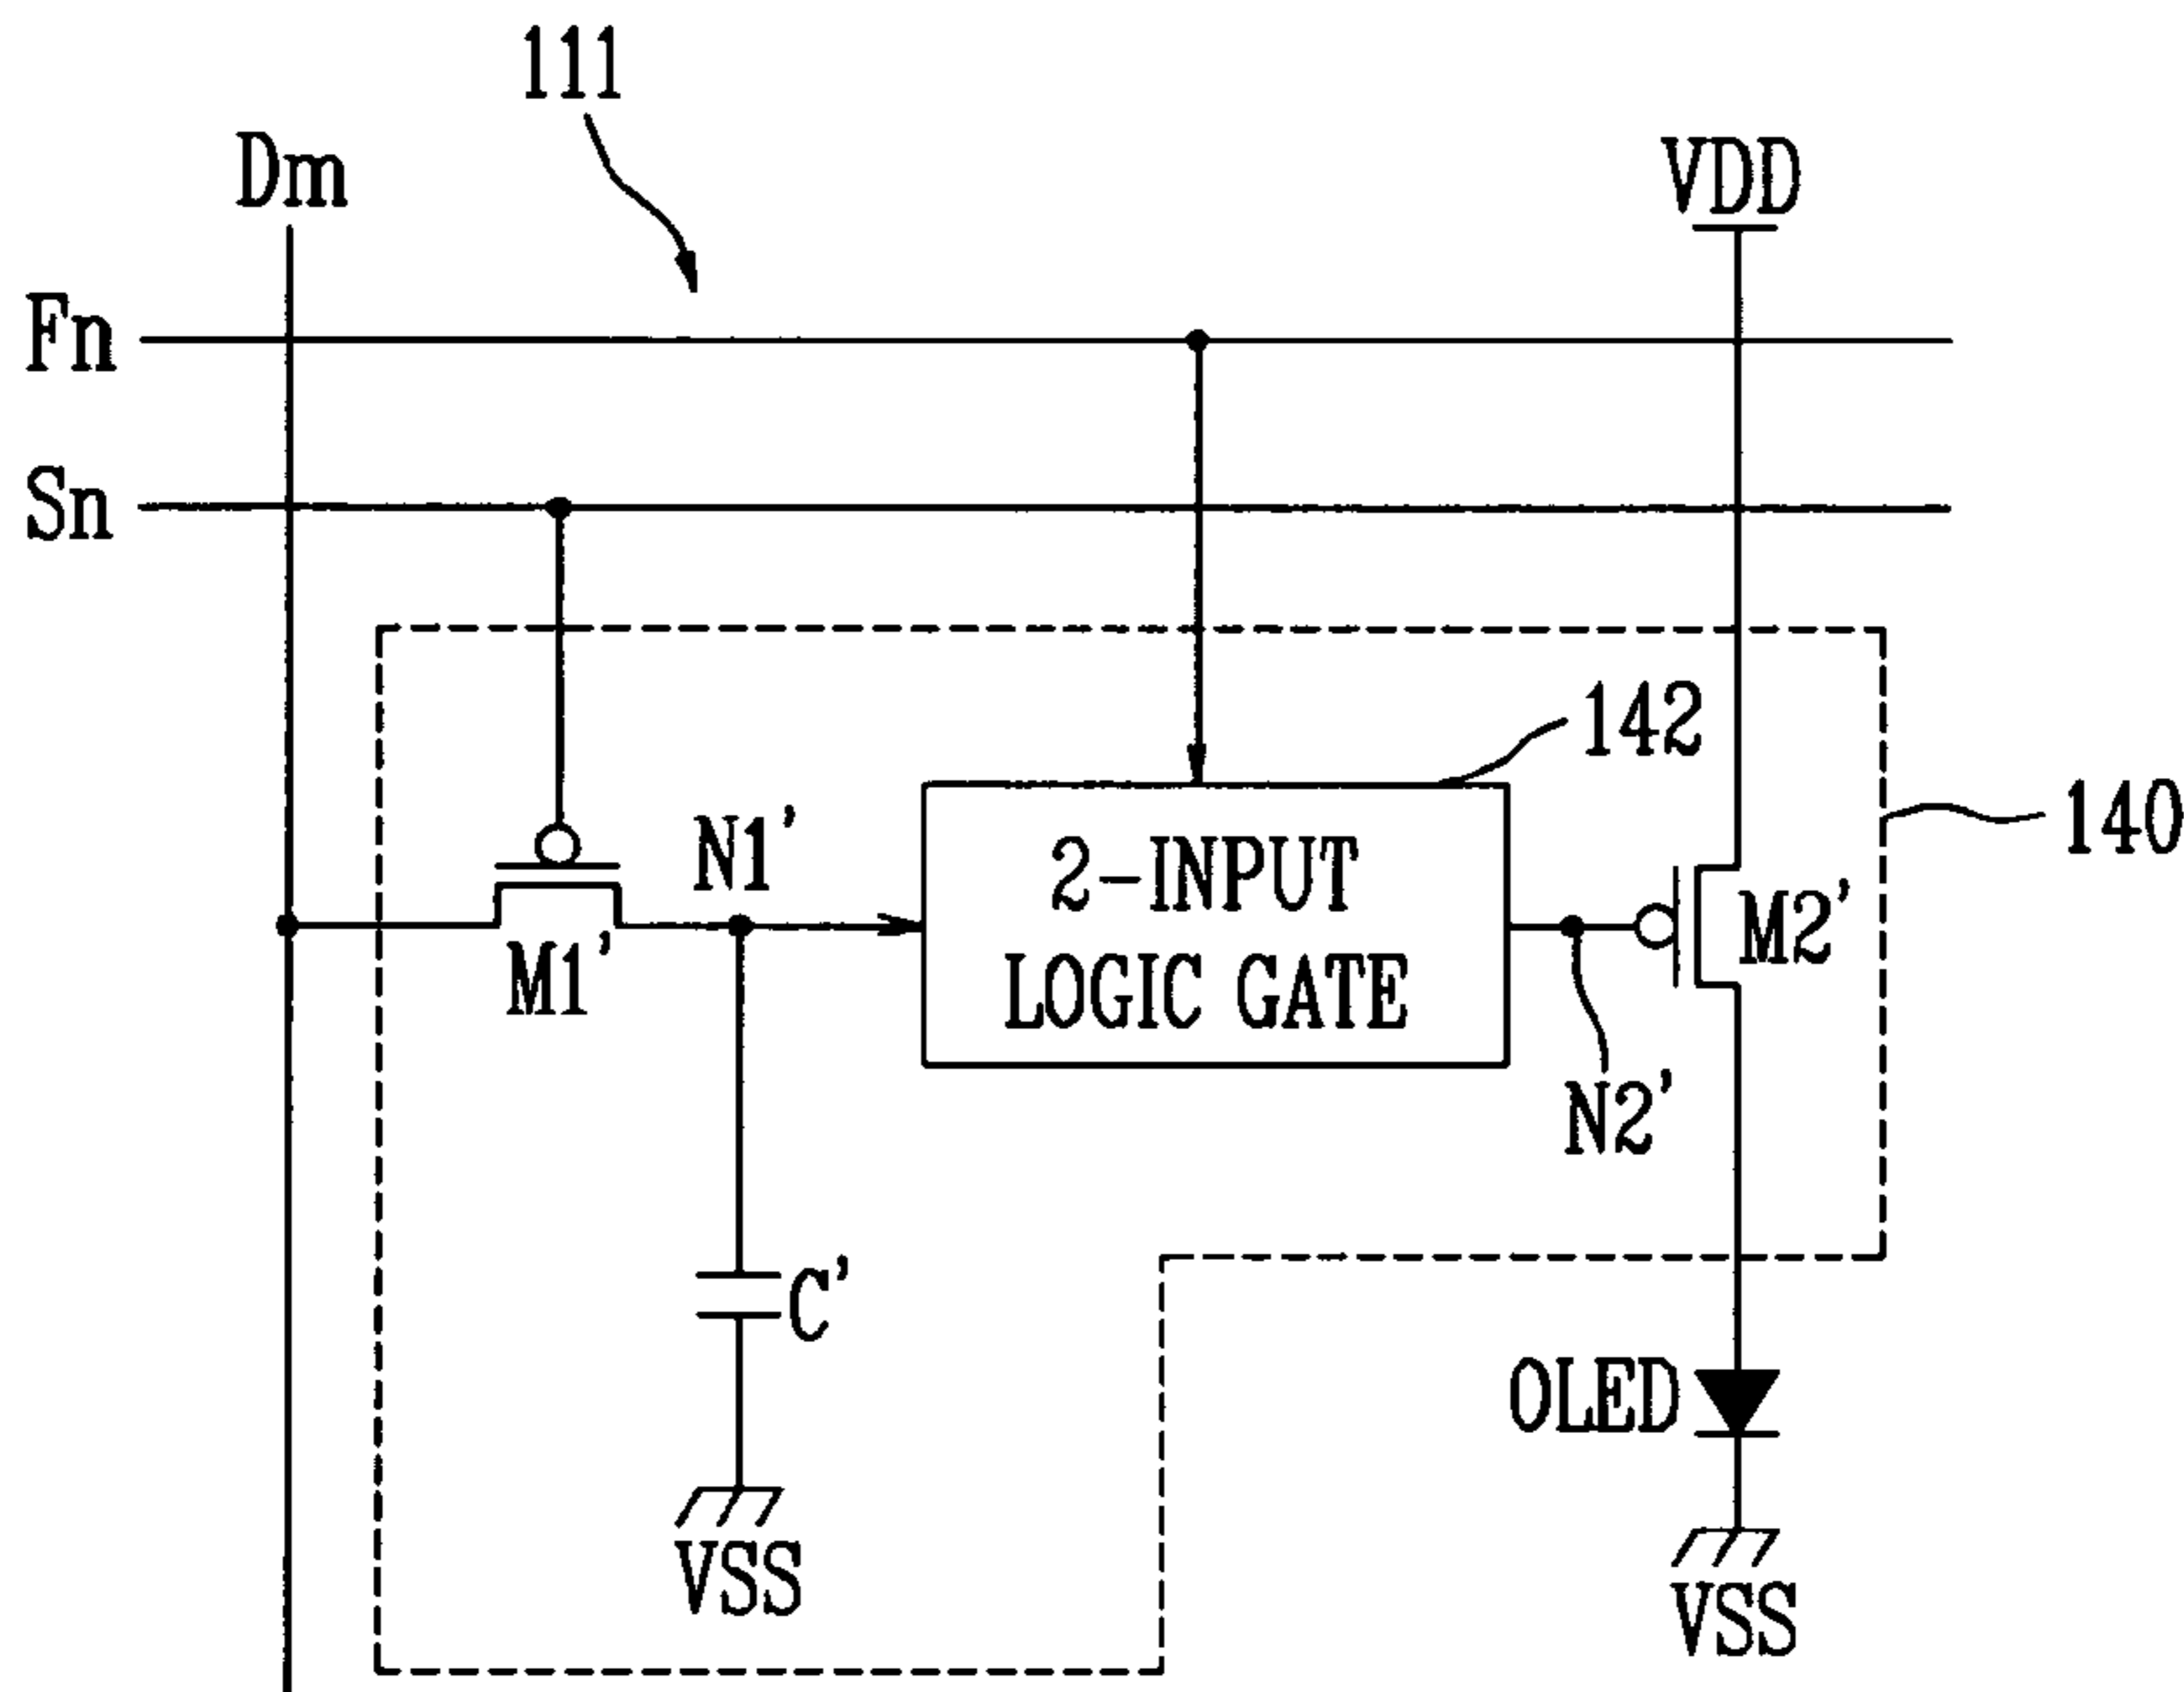 111
Dm
VDD
Fn
Sn
142
140
N1'
2-INPUT
LOGIC GATE
M2'
M1'
N2'
C'
OLED
VSS
VSS